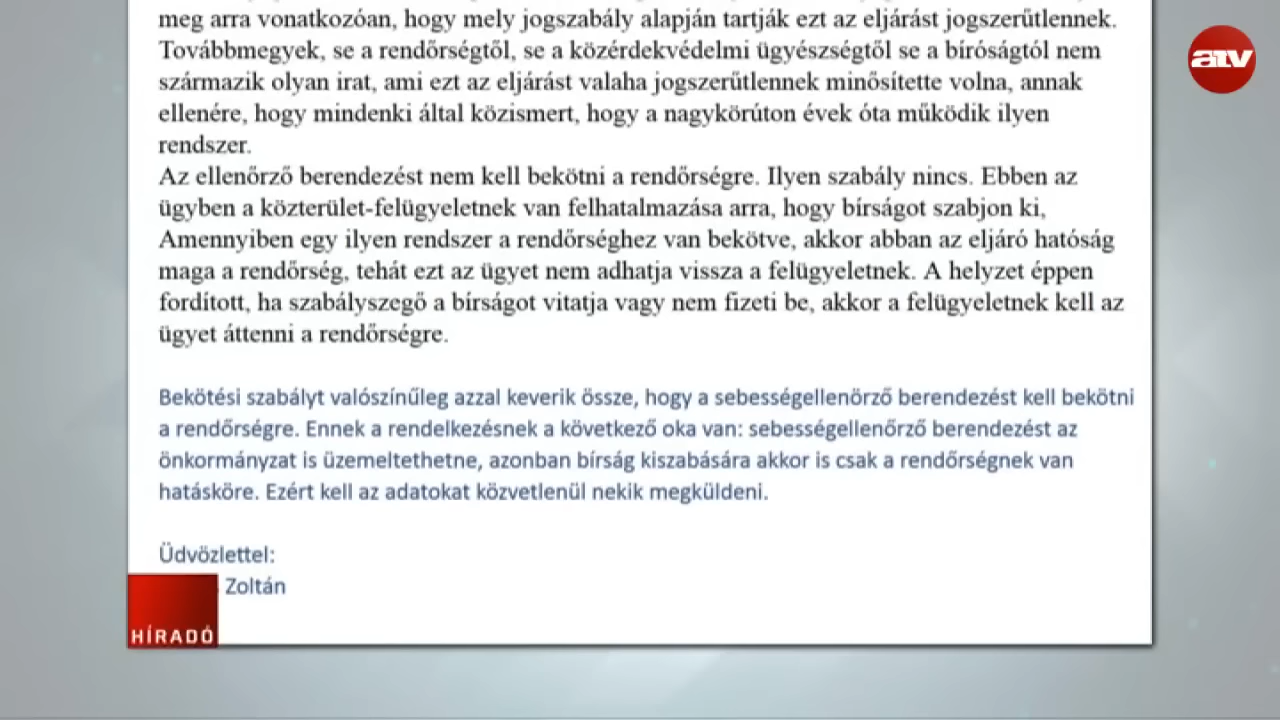 meg arra vonatkozóan, hogy mely jogszabály alapján tartják ezt az eljárást jogszerűtlennek.
Továbbmegyek, se a rendőrségtől, se a közérdekvédelmi ügyészségtől se a bíróságtól nem
származik olyan irat, ami ezt az eljárást valaha jogszerűtlennek minősítette volna, annak
ellenére, hogy mindenki által közismert, hogy a nagykörúton évek óta működik ilyen
rendszer.
Az ellenőrző berendezést nem kell bekötni a rendőrségre. Ilyen szabály nincs. Ebben az
ügyben a közterület-felügyeletnek van felhatalmazása arra, hogy bírságot szabjon ki,
Amennyiben egy ilyen rendszer a rendőrséghez van bekötve, akkor abban az eljáró hatóság
maga a rendőrség, tehát ezt az ügyet nem adhatja vissza a felügyeletnek. A helyzet éppen
fordított, ha szabályszegő a bírságot vitatja vagy nem fizeti be, akkor a felügyeletnek kell az
ügyet áttenni a rendőrségre.
Bekötési szabályt valószínűleg azzal keverik össze, hogy a sebességellenörző berendezést kell bekötni
a rendőrségre. Ennek a rendelkezésnek a következő oka van: sebességellenőrző berendezést az
önkormányzat is üzemeltethetne, azonban bírság kiszabására akkor is csak a rendőrségnek van
hatásköre. Ezért kell az adatokat közvetlenül nekik megküldeni.
Üdvözlettel:
Zoltán
HÍRADÓ
atv